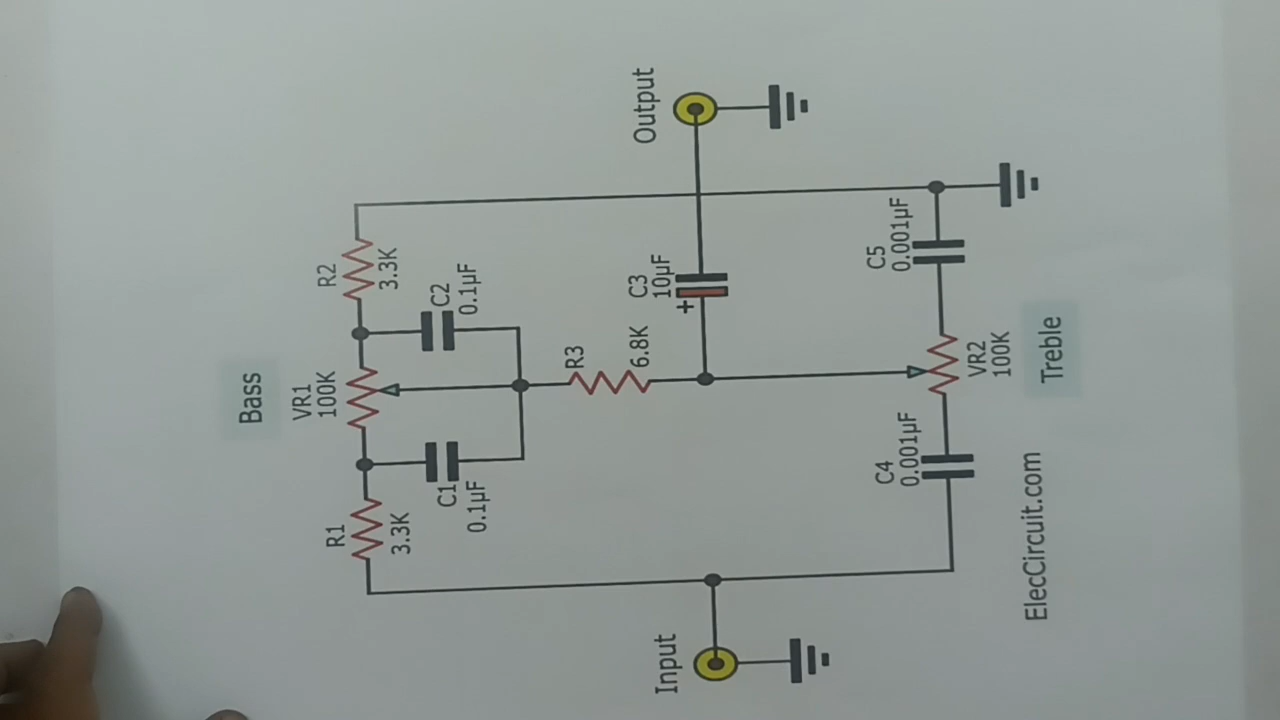 Bass
VR1
100K
R1
3.3K
R2
3.3K
C1
0.1µF
C2
0.1µF
R3
6.8K
Input
C3
10µF
+
Output
C4
0.001µF
C5
0.001µF
VR2
100K
Treble
ElecCircuit.com